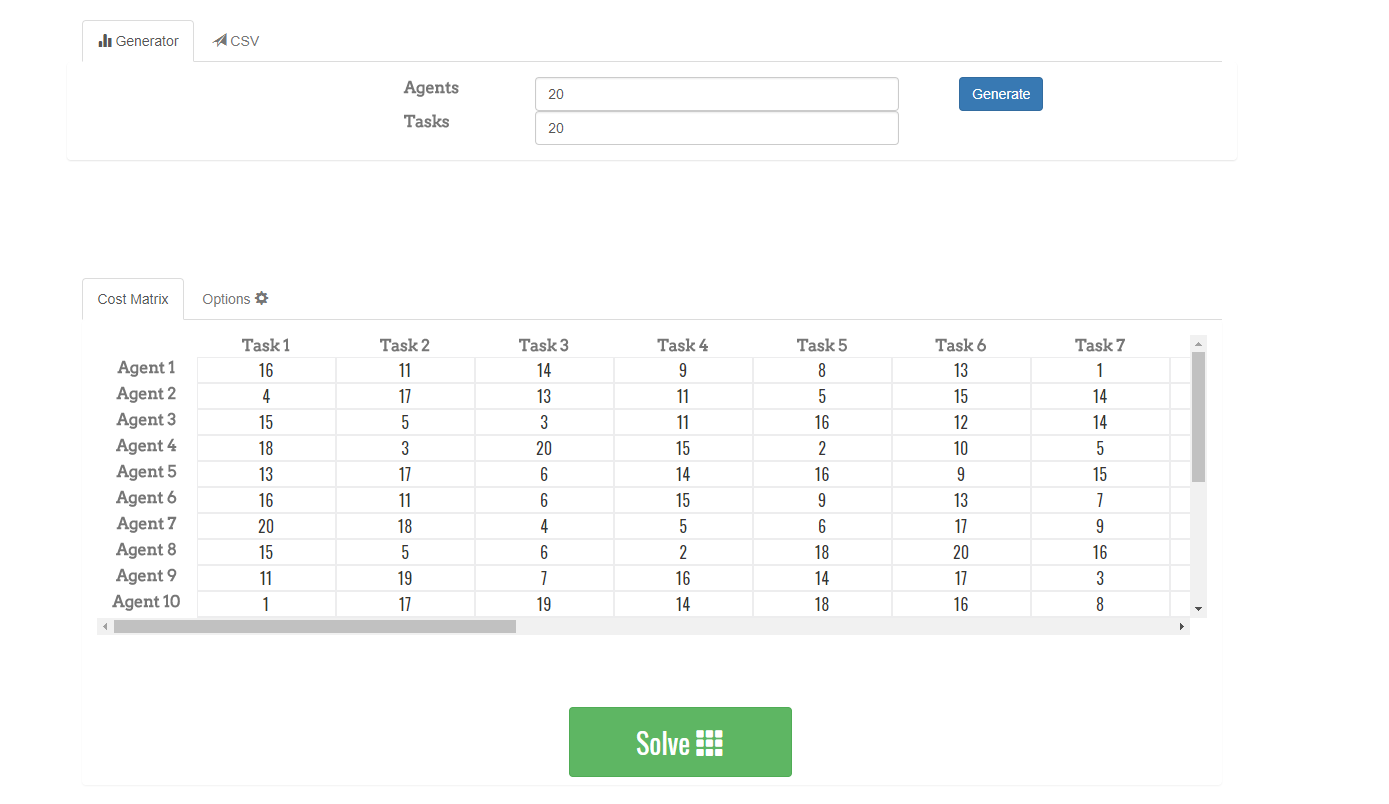 Generator CSV
Agents 20 Generate
Tasks 20
Cost Matrix Options
Task 1 Task 2 Task 3 Task 4 Task 5 Task 6 Task 7
Agent 1 16 11 14 9 8 13 1
Agent 2 4 17 13 11 5 15 14
Agent 3 15 5 3 11 16 12 14
Agent 4 18 3 20 15 2 10 5
Agent 5 13 17 6 14 16 9 15
Agent 6 16 11 6 15 9 13 7
Agent 7 20 18 4 5 6 17 9
Agent 8 15 5 6 2 18 20 16
Agent 9 11 19 7 16 14 17 3
Agent 10 1 17 19 14 18 16 8
Solve